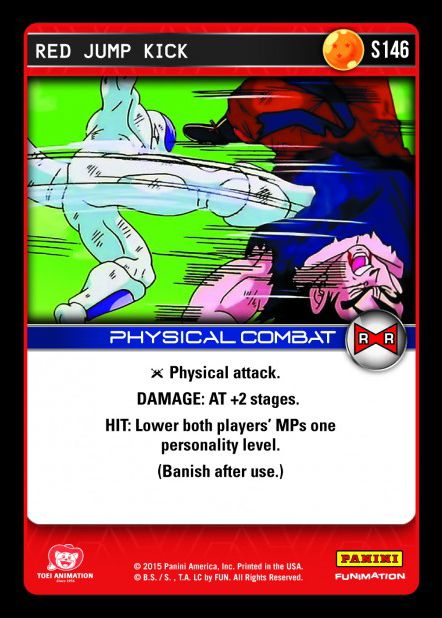 RED JUMP KICK
S146
PHYSICAL COMBAT
R R
Physical attack.
DAMAGE: AT +2 stages.
HIT: Lower both players' MPs one
personality level.
(Banish after use.)
TOEI ANIMATION
Since 1956
© 2015 Panini America, Inc. Printed in the USA.
© B.S. / S. , T.A. LC by FUN. All Rights Reserved.
PANINI
FUNIMATION